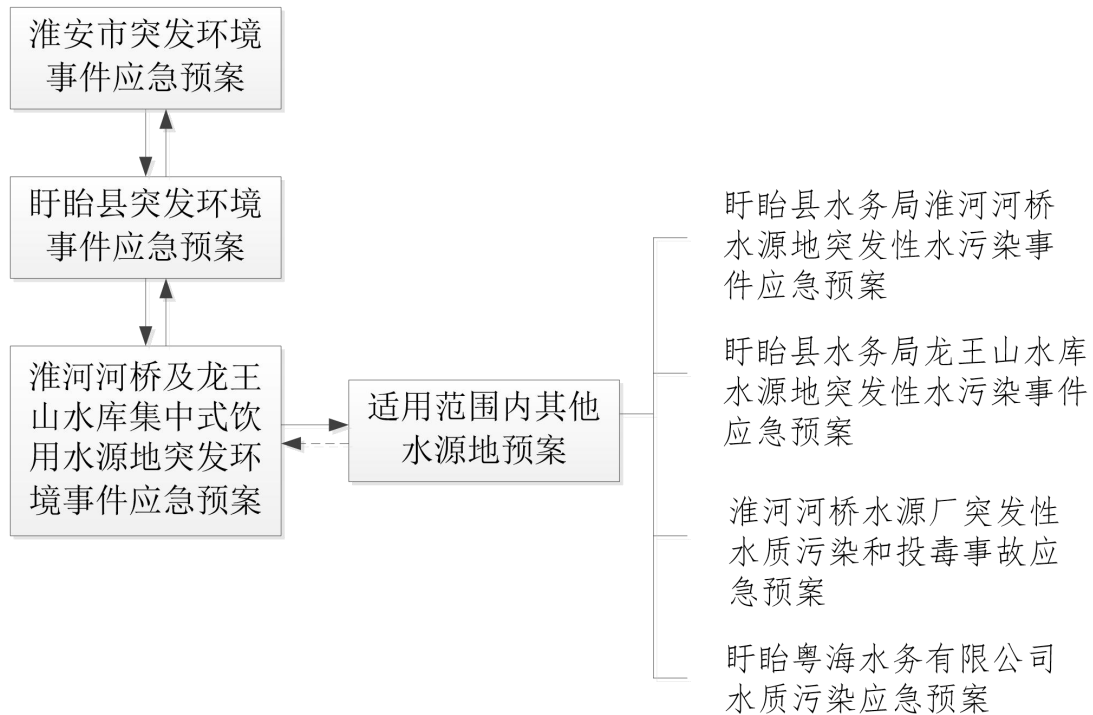 淮安市突发环境
事件应急预案
盱眙县突发环境
事件应急预案
淮河河桥及龙王
山水库集中式饮
用水源地突发环
境事件应急预案
适用范围内其他
水源地预案
盱眙县水务局淮河河桥
水源地突发性水污染事
件应急预案
盱眙县水务局龙王山水库
水源地突发性水污染事件
应急预案
淮河河桥水源厂突发性
水质污染和投毒事故应
急预案
盱眙粤海水务有限公司
水质污染应急预案